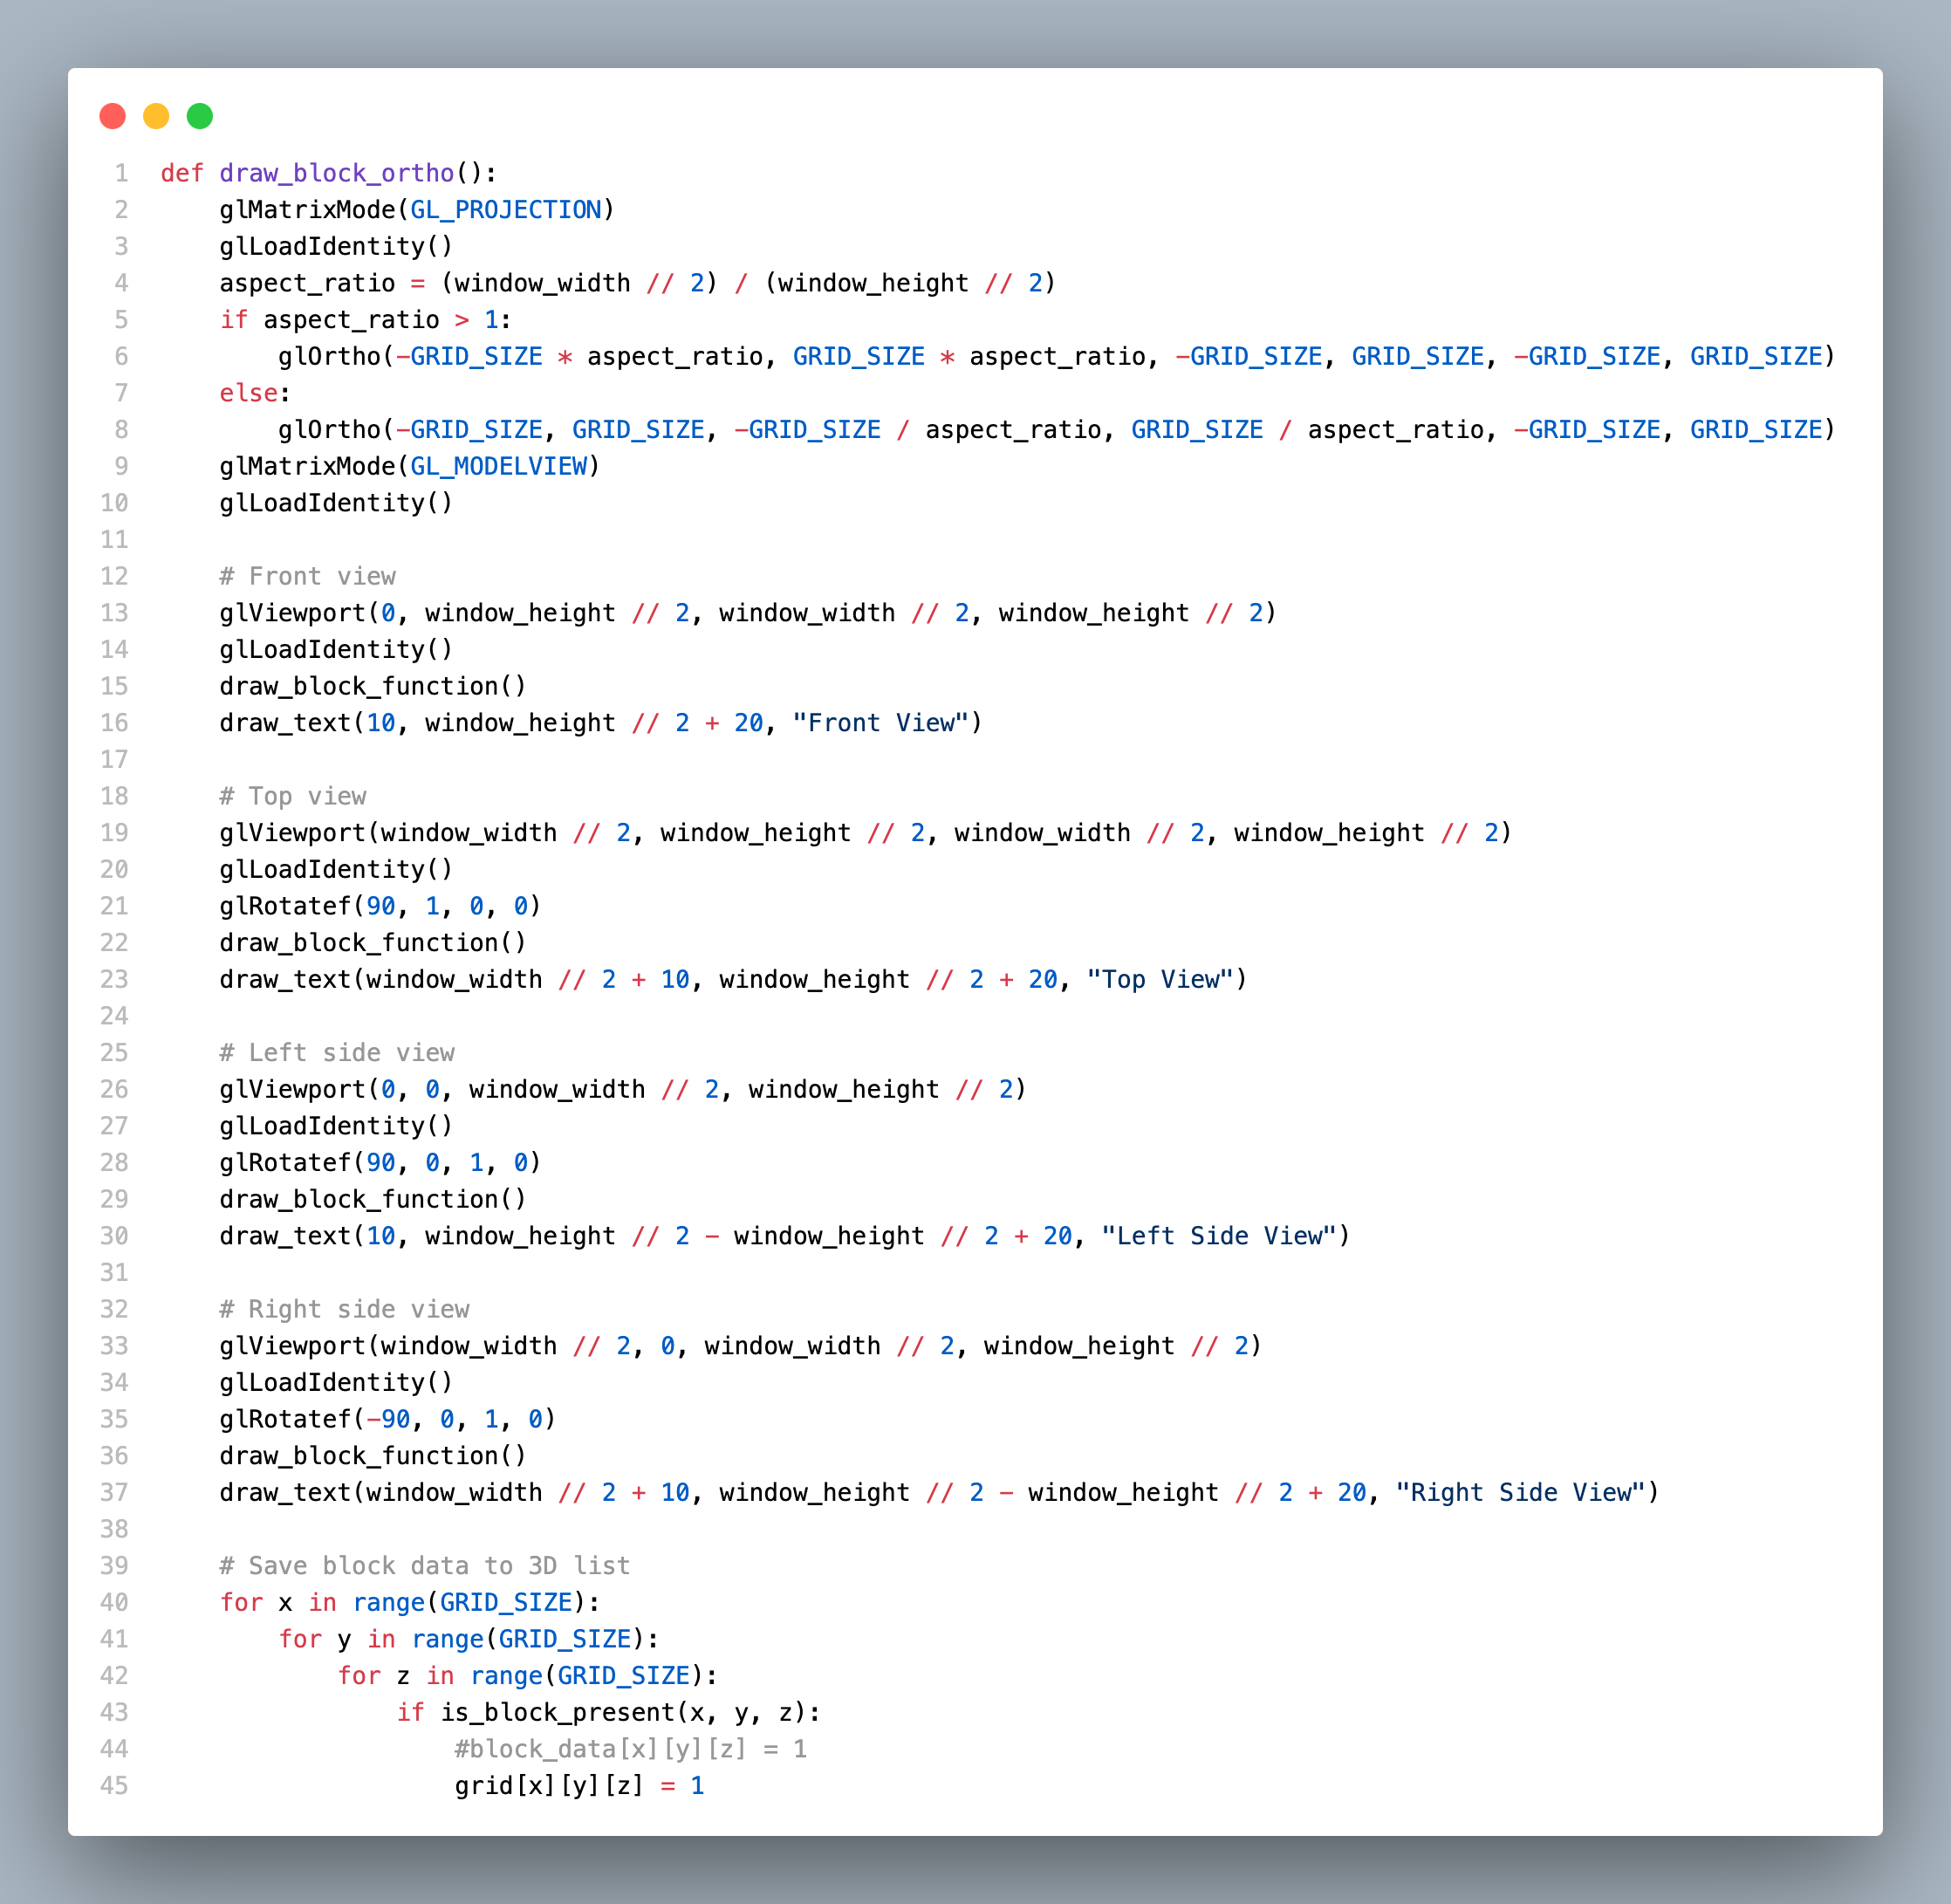 1 def draw_block_ortho():
2     glMatrixMode(GL_PROJECTION)
3     glLoadIdentity()
4     aspect_ratio = (window_width // 2) / (window_height // 2)
5     if aspect_ratio > 1:
6         glOrtho(-GRID_SIZE * aspect_ratio, GRID_SIZE * aspect_ratio, -GRID_SIZE, GRID_SIZE, -GRID_SIZE, GRID_SIZE)
7     else:
8         glOrtho(-GRID_SIZE, GRID_SIZE, -GRID_SIZE / aspect_ratio, GRID_SIZE / aspect_ratio, -GRID_SIZE, GRID_SIZE)
9     glMatrixMode(GL_MODELVIEW)
10     glLoadIdentity()
11
12     # Front view
13     glViewport(0, window_height // 2, window_width // 2, window_height // 2)
14     glLoadIdentity()
15     draw_block_function()
16     draw_text(10, window_height // 2 + 20, "Front View")
17
18     # Top view
19     glViewport(window_width // 2, window_height // 2, window_width // 2, window_height // 2)
20     glLoadIdentity()
21     glRotatef(90, 1, 0, 0)
22     draw_block_function()
23     draw_text(window_width // 2 + 10, window_height // 2 + 20, "Top View")
24
25     # Left side view
26     glViewport(0, 0, window_width // 2, window_height // 2)
27     glLoadIdentity()
28     glRotatef(90, 0, 1, 0)
29     draw_block_function()
30     draw_text(10, window_height // 2 - window_height // 2 + 20, "Left Side View")
31
32     # Right side view
33     glViewport(window_width // 2, 0, window_width // 2, window_height // 2)
34     glLoadIdentity()
35     glRotatef(-90, 0, 1, 0)
36     draw_block_function()
37     draw_text(window_width // 2 + 10, window_height // 2 - window_height // 2 + 20, "Right Side View")
38
39     # Save block data to 3D list
40     for x in range(GRID_SIZE):
41         for y in range(GRID_SIZE):
42             for z in range(GRID_SIZE):
43                 if is_block_present(x, y, z):
44                     #block_data[x][y][z] = 1
45                     grid[x][y][z] = 1